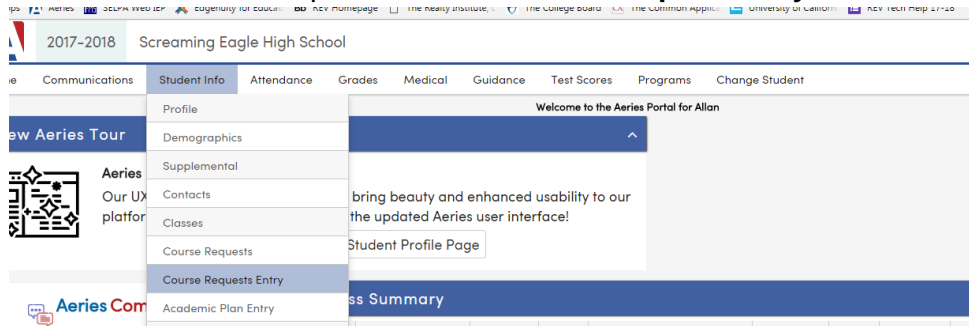 Aeries
SELPA Web IEP
Edgenuity for Educat
REV Homepage
The Realty Institute,
The College Board
The Common Applic
University of Californ
REV Tech Help 17-18
2017-2018 Screaming Eagle High School
Communications Student Info Attendance Grades Medical Guidance Test Scores Programs Change Student
Welcome to the Aeries Portal for Allan
Profile
ew Aeries Tour
Demographics
Supplemental
Aeries
Contacts
Our UX
bring beauty and enhanced usability to our
platfor
the updated Aeries user interface!
Classes
Student Profile Page
Course Requests
Course Requests Entry
Aeries Com
ss Summary
Academic Plan Entry